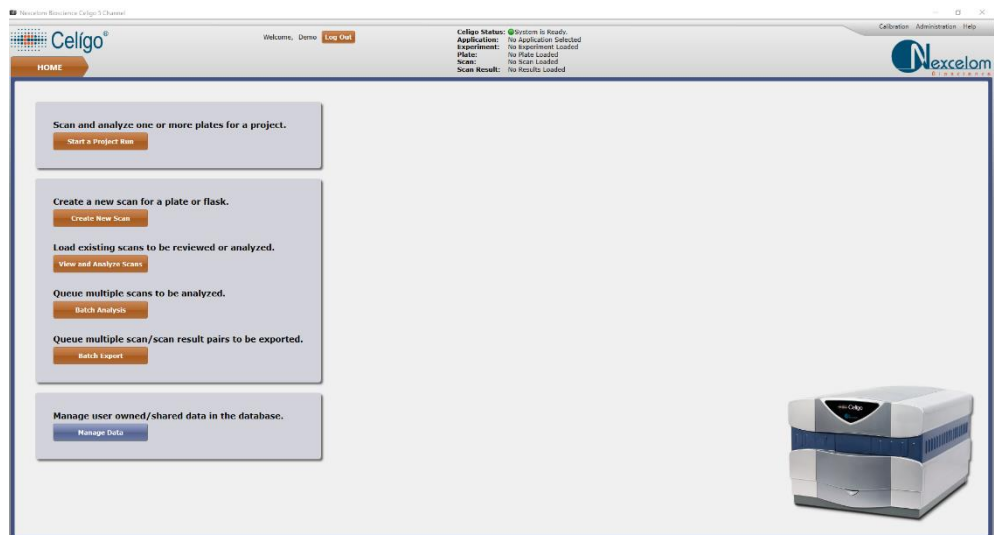 Nexcelom Bioscience Celigo 5 Channel
Celígo®
Welcome, Demo Log Out
Celigo Status: System is Ready.
Application: No Application Selected
Experiment: No Experiment Loaded
Plate: No Plate Loaded
Scan: No Scan Loaded
Scan Result: No Results Loaded
Calibration Administration Help
Nexcelom
Bioscience
HOME
Scan and analyze one or more plates for a project.
Start a Project Run
Create a new scan for a plate or flask.
Create New Scan
Load existing scans to be reviewed or analyzed.
View and Analyze Scans
Queue multiple scans to be analyzed.
Batch Analysis
Queue multiple scan/scan result pairs to be exported.
Batch Export
Manage user owned/shared data in the database.
Manage Data
Celigo